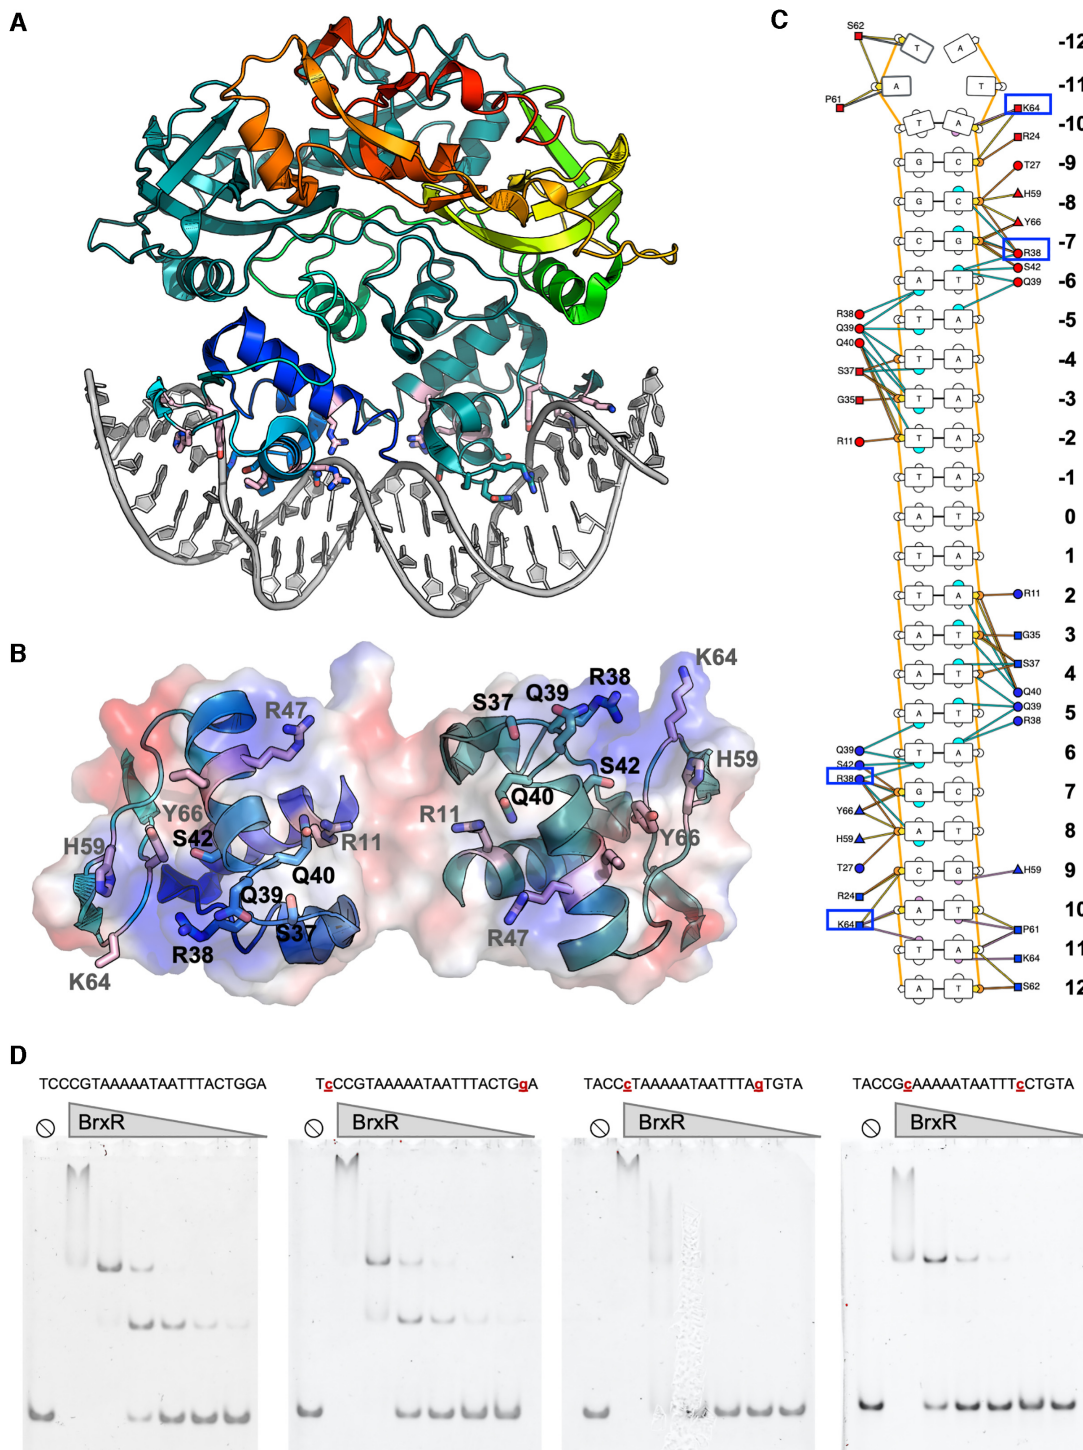 A
B
R47
Y66
H59
S42
R11
Q40
Q39
S37
R38
K64
K64
R38
Q39
S37
H59
S42
Q40
R11
Y66
R47
C
S62
T A -12
P61
A T -11
K64
T A -10
R24
G C -9
T27
H59
G C -8
Y66
C G -7
R38
S42
A T -6
Q39
R38
T A -5
Q39
Q40
T A -4
S37
G35
T A -3
R11
T A -2
T A -1
A T 0
T A 1
T A 2
R11
A T 3
G35
S37
A T 4
Q40
A T 5
Q39
R38
Q39
T A 6
S42
R38
G C 7
Y66
A T 8
H59
T27
C G 9
H59
R24
A T 10
K64
P61
T A 11
K64
A T 12
S62
D
TCCCGTAAAAATAATTTACTGGA
BrxR
TcCCGTAAAAATAATTTACTGgA
BrxR
TACCcTAAAAATAATTTAgTGTA
BrxR
TACCGcAAAAATAATTTcCTGTA
BrxR